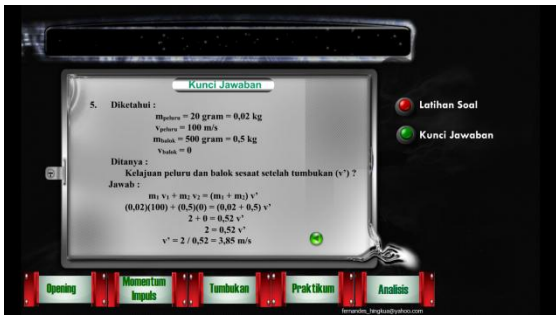 Kunci Jawaban
5. Diketahui :
mpeluru = 20 gram = 0,02 kg
vpeluru = 100 m/s
mbalok = 500 gram = 0,5 kg
vbalok = 0
Ditanya :
Kelajuan peluru dan balok sesaat setelah tumbukan (v') ?
Jawab :
m₁ v₁ + m₂ v₂ = (m₁ + m₂) v'
(0,02)(100) + (0,5)(0) = (0,02 + 0,5) v'
2 + 0 = 0,52 v'
2 = 0,52 v'
v' = 2 / 0,52 = 3,85 m/s
Latihan Soal
Kunci Jawaban
Opening
Momentum
Impuls
Tumbukan
Praktikum
Analisis
fernandes_hingkua@yahoo.com